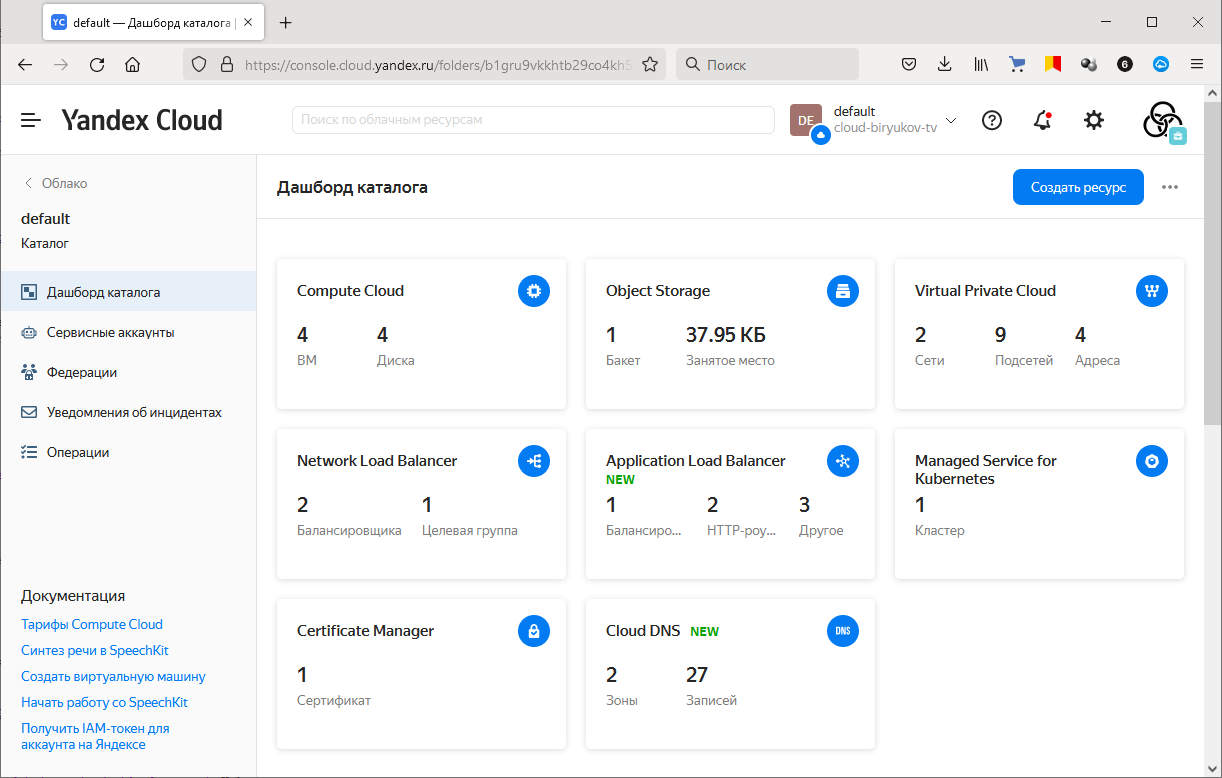 YC default — Дашборд каталога
https://console.cloud.yandex.ru/folders/b1gru9vkkhtb29co4kh5
Поиск
6
Yandex Cloud
Поиск по облачным ресурсам
DE
default
cloud-biryukov-tv
Облако
default
Каталог
Дашборд каталога
Сервисные аккаунты
Федерации
Уведомления об инцидентах
Операции
Документация
Тарифы Compute Cloud
Синтез речи в SpeechKit
Создать виртуальную машину
Начать работу со SpeechKit
Получить IAM-токен для
аккаунта на Яндексе
Дашборд каталога
Создать ресурс
Compute Cloud
4 4
ВМ Диска
Object Storage
1 37.95 КБ
Бакет Занятое место
Virtual Private Cloud
2 9 4
Сети Подсетей Адреса
Network Load Balancer
2 1
Балансировщика Целевая группа
Application Load Balancer
NEW
1 2 3
Балансиро... HTTP-роу... Другое
Managed Service for
Kubernetes
1
Кластер
Certificate Manager
1
Сертификат
Cloud DNS NEW
DNS
2 27
Зоны Записей